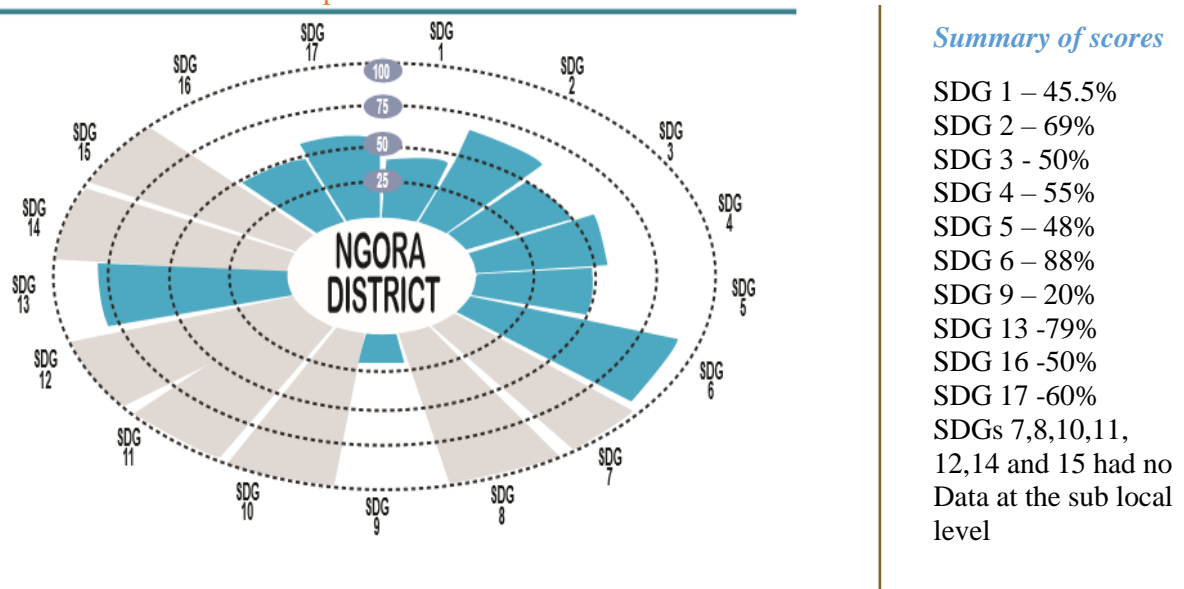 SDG
1
SDG
2
SDG
3
SDG
4
SDG
5
SDG
6
SDG
7
SDG
8
SDG
9
SDG
10
SDG
11
SDG
12
SDG
13
SDG
14
SDG
15
SDG
16
SDG
17
100
75
50
25
NGORA
DISTRICT
Summary of scores
SDG 1 – 45.5%
SDG 2 – 69%
SDG 3 - 50%
SDG 4 – 55%
SDG 5 – 48%
SDG 6 – 88%
SDG 9 – 20%
SDG 13 -79%
SDG 16 -50%
SDG 17 -60%
SDGs 7,8,10,11,
12,14 and 15 had no
Data at the sub local
level